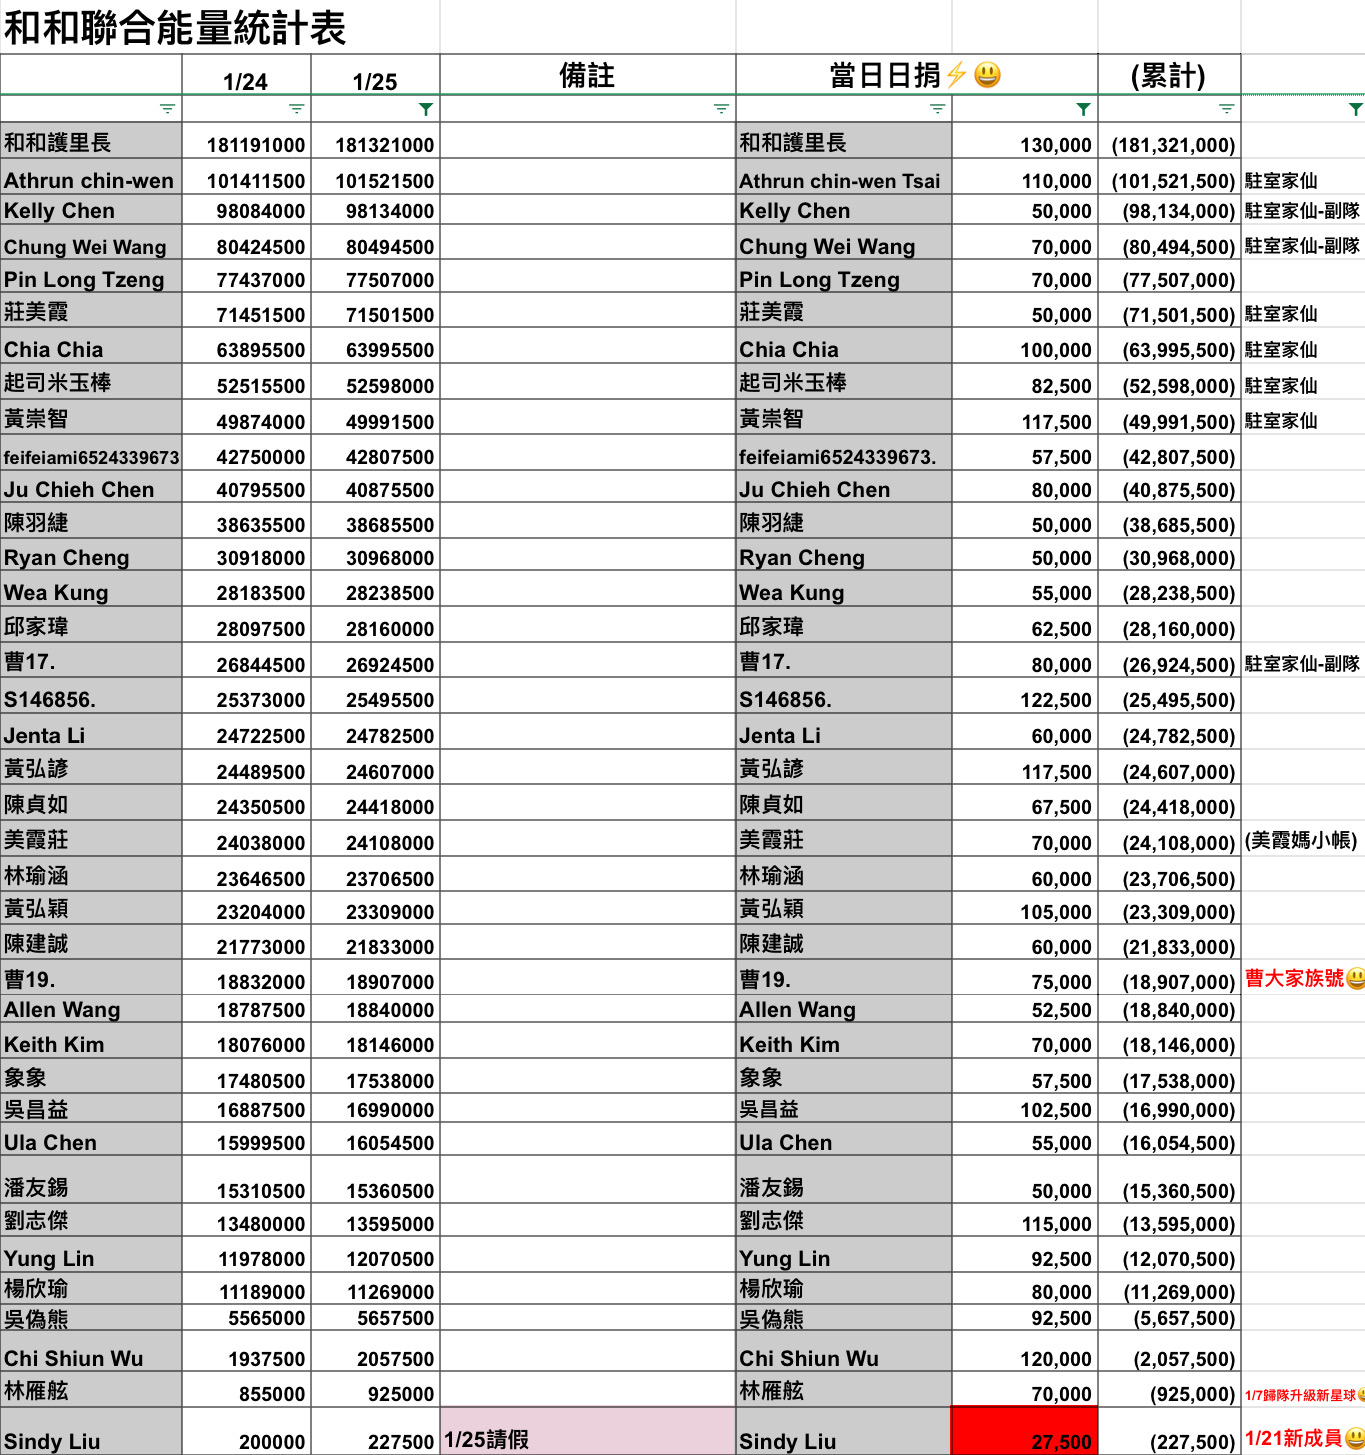 和和聯合能量統計表
1/24 1/25 備註 當日日捐⚡😃 (累計)
和和護里長 181191000 181321000 和和護里長 130,000 (181,321,000)
Athrun chin-wen 101411500 101521500 Athrun chin-wen Tsai 110,000 (101,521,500) 駐室家仙
Kelly Chen 98084000 98134000 Kelly Chen 50,000 (98,134,000) 駐室家仙-副隊
Chung Wei Wang 80424500 80494500 Chung Wei Wang 70,000 (80,494,500) 駐室家仙-副隊
Pin Long Tzeng 77437000 77507000 Pin Long Tzeng 70,000 (77,507,000)
莊美霞 71451500 71501500 莊美霞 50,000 (71,501,500) 駐室家仙
Chia Chia 63895500 63995500 Chia Chia 100,000 (63,995,500) 駐室家仙
起司米玉棒 52515500 52598000 起司米玉棒 82,500 (52,598,000) 駐室家仙
黃崇智 49874000 49991500 黃崇智 117,500 (49,991,500) 駐室家仙
feifeiami6524339673 42750000 42807500 feifeiami6524339673. 57,500 (42,807,500)
Ju Chieh Chen 40795500 40875500 Ju Chieh Chen 80,000 (40,875,500)
陳羽緁 38635500 38685500 陳羽緁 50,000 (38,685,500)
Ryan Cheng 30918000 30968000 Ryan Cheng 50,000 (30,968,000)
Wea Kung 28183500 28238500 Wea Kung 55,000 (28,238,500)
邱家瑋 28097500 28160000 邱家瑋 62,500 (28,160,000)
曹17. 26844500 26924500 曹17. 80,000 (26,924,500) 駐室家仙-副隊
S146856. 25373000 25495500 S146856. 122,500 (25,495,500)
Jenta Li 24722500 24782500 Jenta Li 60,000 (24,782,500)
黃弘諺 24489500 24607000 黃弘諺 117,500 (24,607,000)
陳貞如 24350500 24418000 陳貞如 67,500 (24,418,000)
美霞莊 24038000 24108000 美霞莊 70,000 (24,108,000) (美霞媽小帳)
林瑜涵 23646500 23706500 林瑜涵 60,000 (23,706,500)
黃弘穎 23204000 23309000 黃弘穎 105,000 (23,309,000)
陳建誠 21773000 21833000 陳建誠 60,000 (21,833,000)
曹19. 18832000 18907000 曹19. 75,000 (18,907,000) 曹大家族號😃
Allen Wang 18787500 18840000 Allen Wang 52,500 (18,840,000)
Keith Kim 18076000 18146000 Keith Kim 70,000 (18,146,000)
象象 17480500 17538000 象象 57,500 (17,538,000)
吳昌益 16887500 16990000 吳昌益 102,500 (16,990,000)
Ula Chen 15999500 16054500 Ula Chen 55,000 (16,054,500)
潘友錫 15310500 15360500 潘友錫 50,000 (15,360,500)
劉志傑 13480000 13595000 劉志傑 115,000 (13,595,000)
Yung Lin 11978000 12070500 Yung Lin 92,500 (12,070,500)
楊欣瑜 11189000 11269000 楊欣瑜 80,000 (11,269,000)
吳偽熊 5565000 5657500 吳偽熊 92,500 (5,657,500)
Chi Shiun Wu 1937500 2057500 Chi Shiun Wu 120,000 (2,057,500)
林雁舷 855000 925000 林雁舷 70,000 (925,000) 1/7歸隊升級新星球😃
Sindy Liu 200000 227500 1/25請假 Sindy Liu 27,500 (227,500) 1/21新成員😃